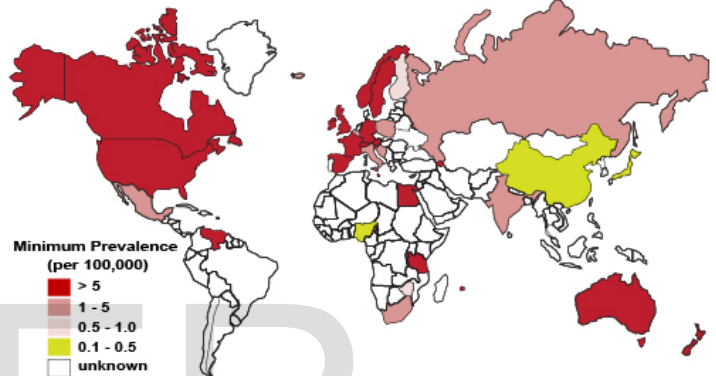 Minimum Prevalence
(per 100,000)
> 5
1 - 5
0.5 - 1.0
0.1 - 0.5
unknown